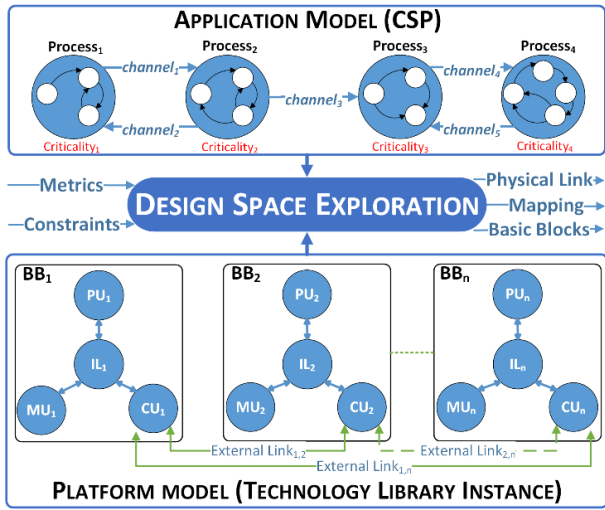 APPLICATION MODEL (CSP)
Process1 Process2 Process3 Process4
channel1 channel4
channel3
channel2 channel5
Criticality1 Criticality2 Criticality3 Criticality4
Metrics
Constraints
DESIGN SPACE EXPLORATION
Physical Link
Mapping
Basic Blocks
BB1 BB2 BBn
PU1 PU2 PUn
IL1 IL2 ILn
MU1 CU1 MU2 CU2 MUn CUn
External Link1,2 External Link2,n
External Link1,n
PLATFORM MODEL (TECHNOLOGY LIBRARY INSTANCE)